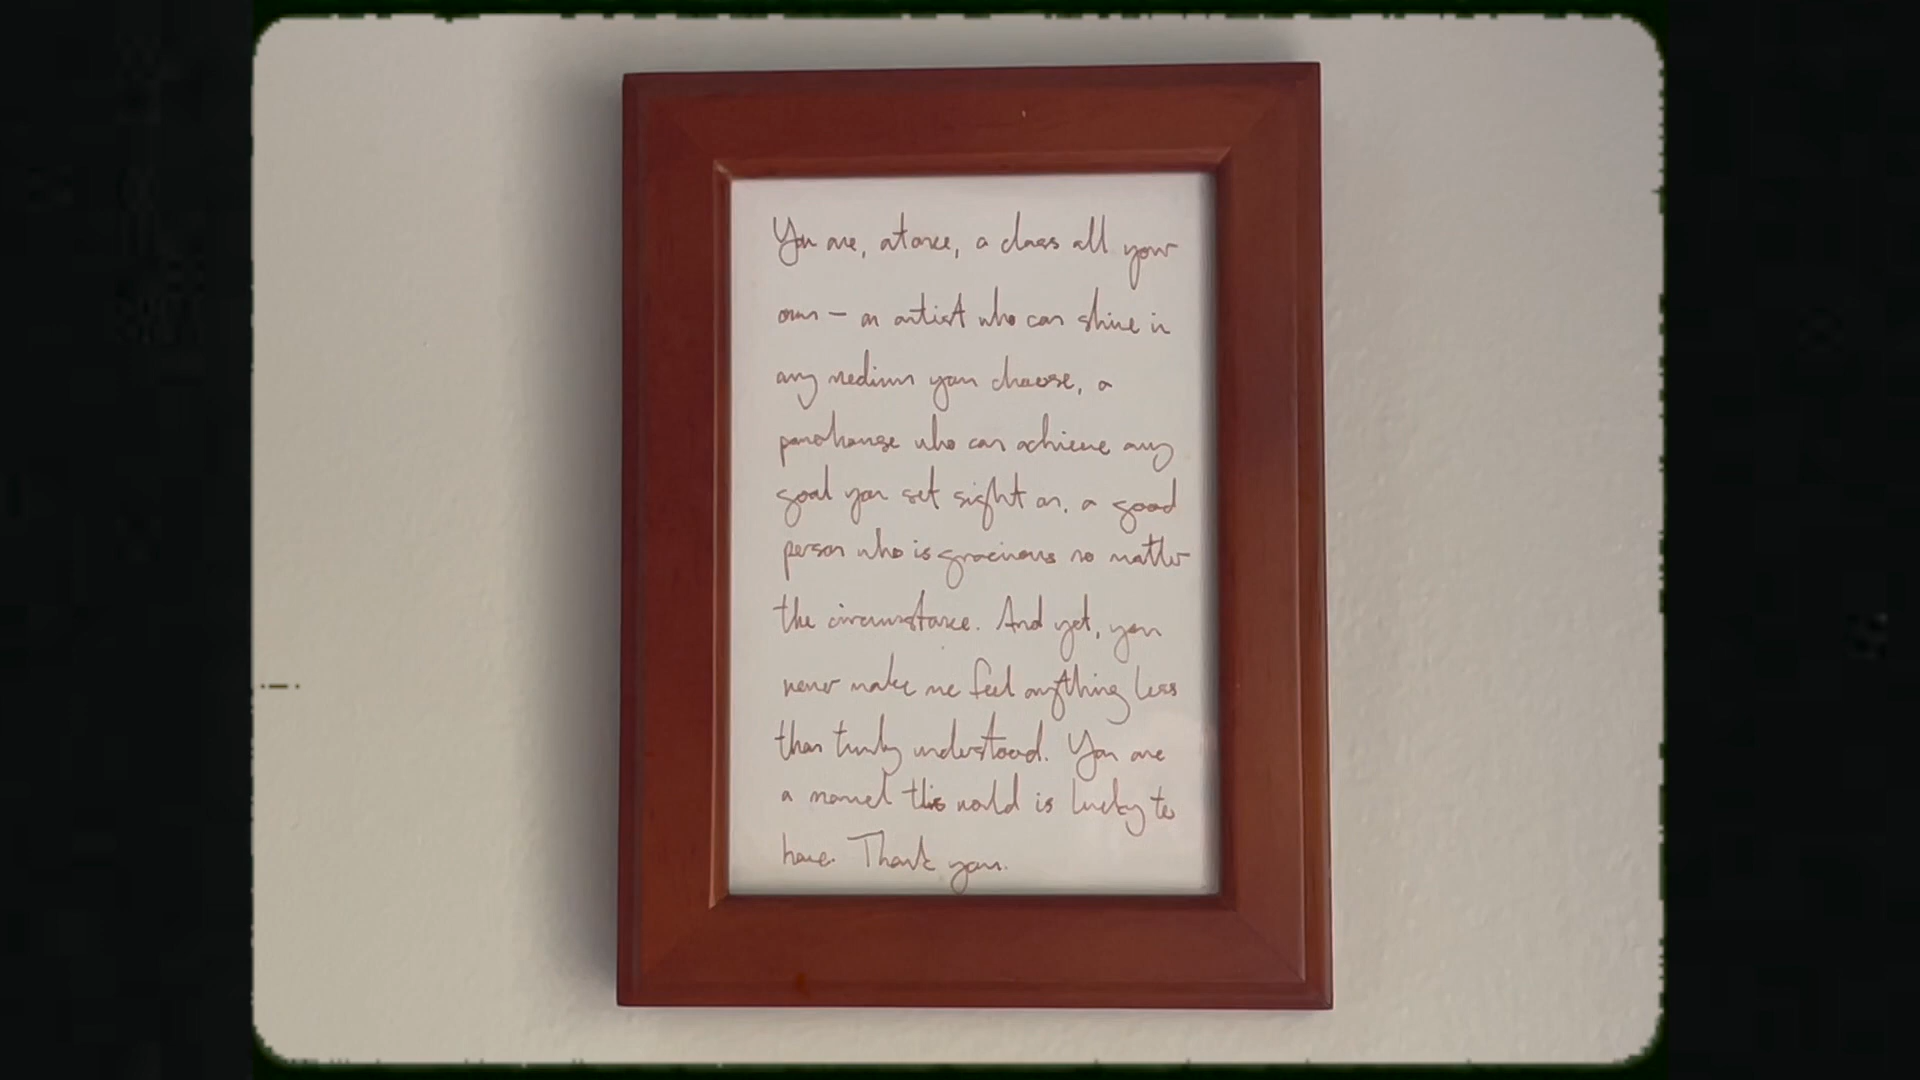 You are, at once, a class all your
own – an artist who can shine in
any medium you choose, a
powerhouse who can achieve any
goal you set sight on, a good
person who is gracious no matter
the circumstance. And yet, you
never make me feel anything less
than truly understood. You are
a marvel this world is lucky to
have. Thank you.